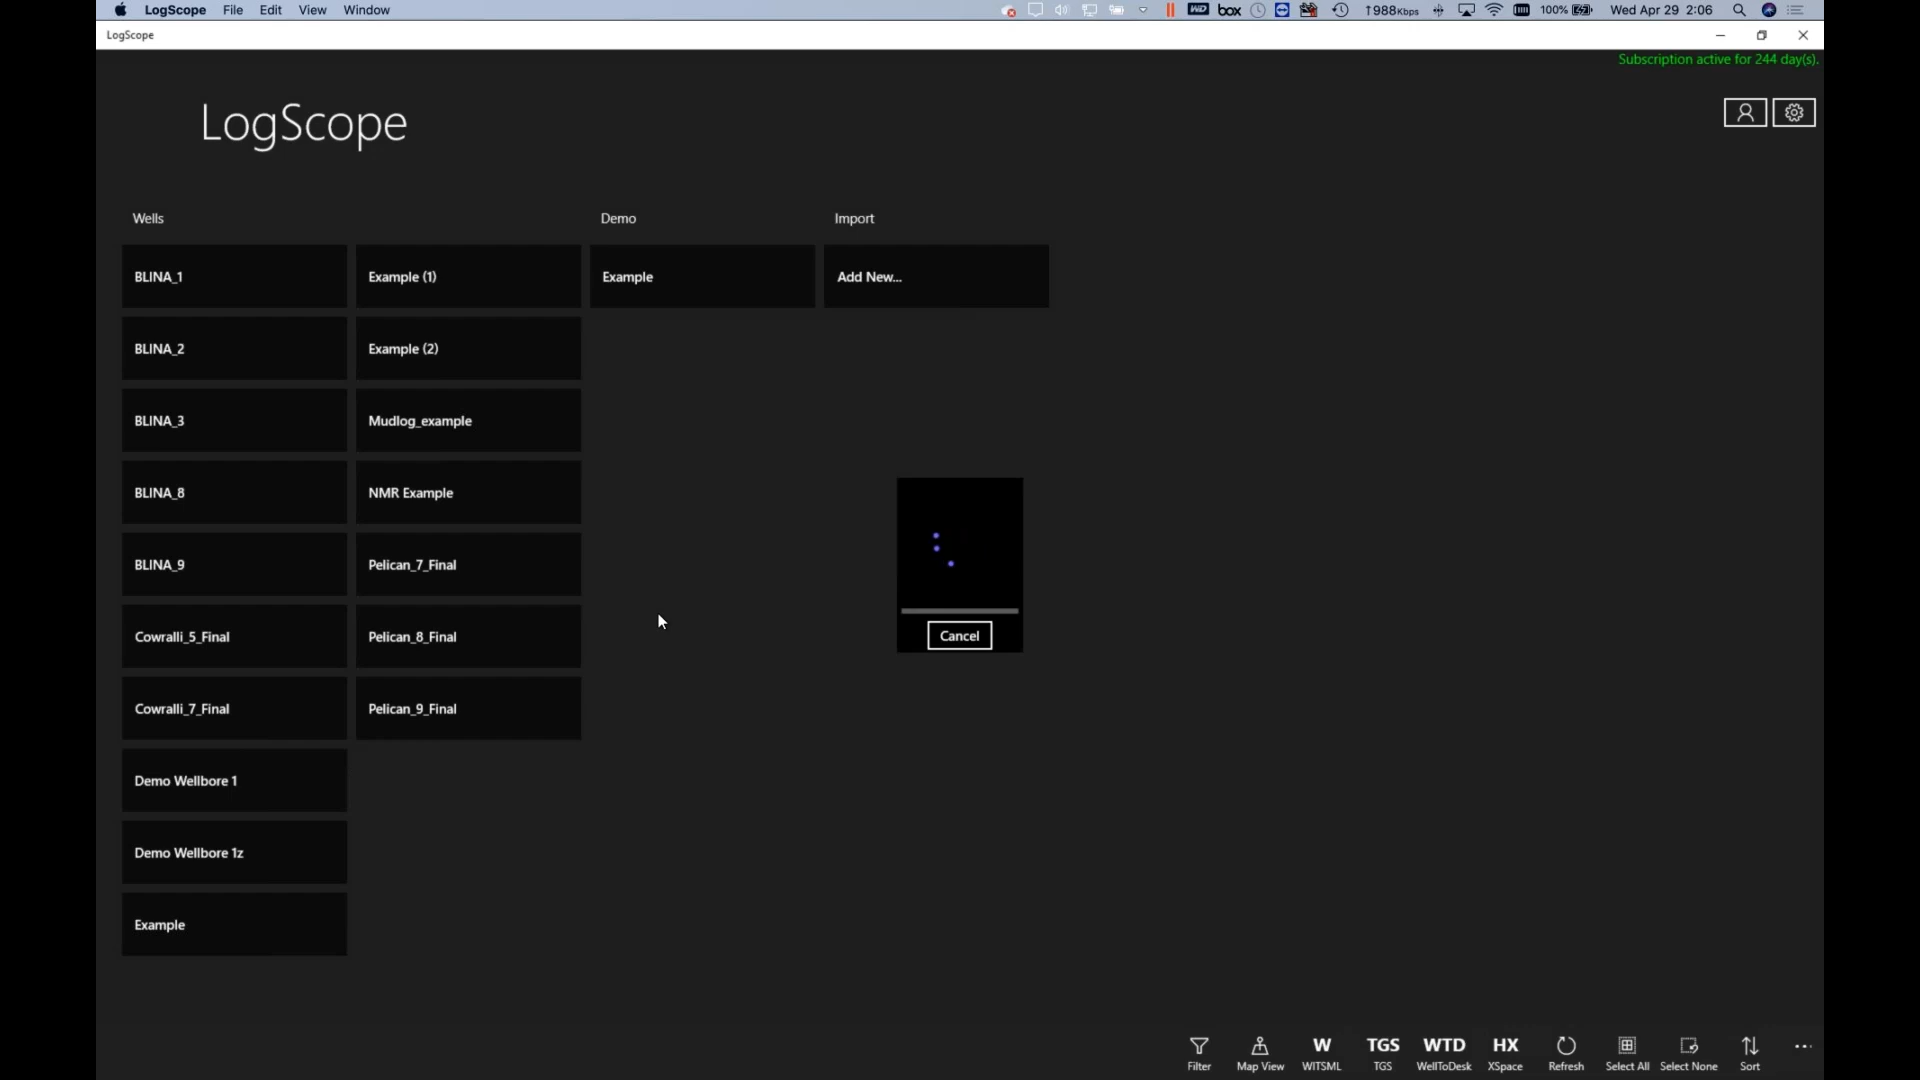 LogScope File Edit View Window
WD box 1988Kbps 100% Wed Apr 29 2:06
LogScope
Subscription active for 244 day(s).
LogScope
Wells Demo Import
BLINA_1 Example (1) Example Add New...
BLINA_2 Example (2)
BLINA_3 Mudlog_example
BLINA_8 NMR Example
BLINA_9 Pelican_7_Final
Cowralli_5_Final Pelican_8_Final
Cancel
Cowralli_7_Final Pelican_9_Final
Demo Wellbore 1
Demo Wellbore 1z
Example
W TGS WTD HX
Filter Map View WITSML TGS WellToDesk XSpace Refresh Select All Select None Sort